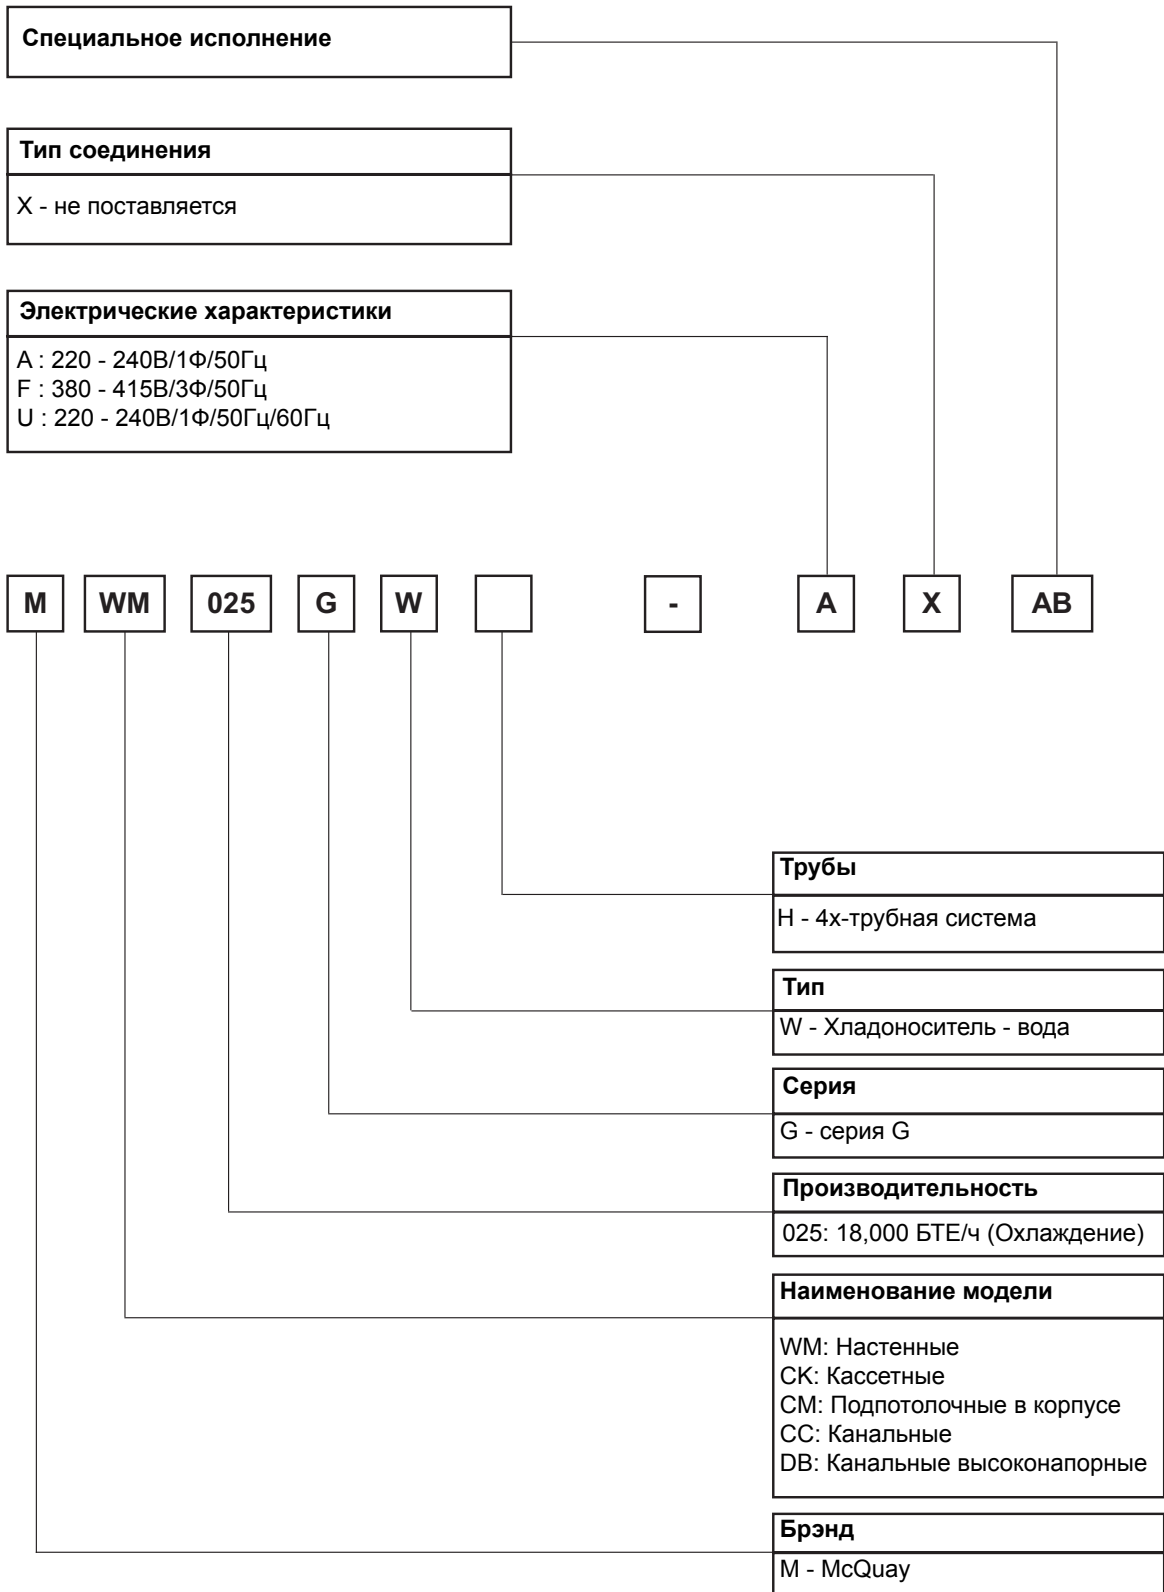 Специальное исполнение
Тип соединения
X - не поставляется
Электрические характеристики
A : 220 - 240В/1Ф/50Гц
F : 380 - 415В/3Ф/50Гц
U : 220 - 240В/1Ф/50Гц/60Гц
M WM 025 G W - A X AB
Трубы
H - 4х-трубная система
Тип
W - Хладоноситель - вода
Серия
G - серия G
Производительность
025: 18,000 БТЕ/ч (Охлаждение)
Наименование модели
WM: Настенные
CK: Кассетные
CM: Подпотолочные в корпусе
CC: Канальные
DB: Канальные высоконапорные
Брэнд
M - McQuay